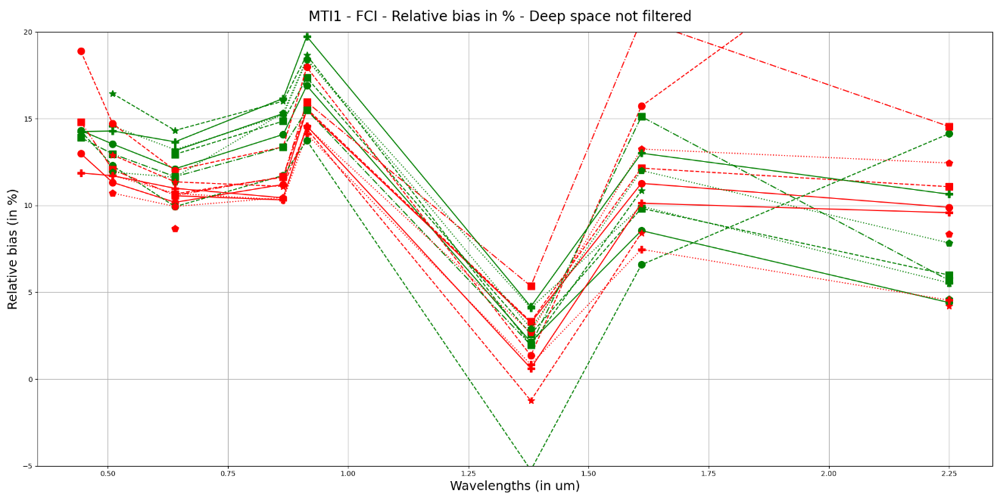 MTI1 - FCI - Relative bias in % - Deep space not filtered
20
15
10
5
0
−5
Relative bias (in %)
0.50 0.75 1.00 1.25 1.50 1.75 2.00 2.25
Wavelengths (in um)